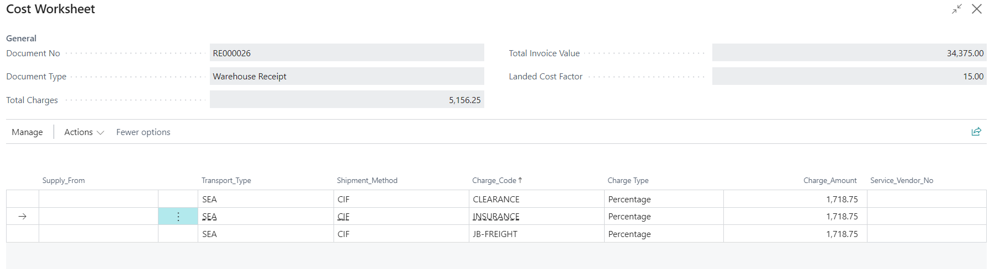 Cost Worksheet
General
Document No RE000026 Total Invoice Value 34,375.00
Document Type Warehouse Receipt Landed Cost Factor 15.00
Total Charges 5,156.25
Manage Actions Fewer options
Supply_From Transport_Type Shipment_Method Charge_Code Charge Type Charge_Amount Service_Vendor_No
SEA CIF CLEARANCE Percentage 1,718.75
SEA CIF INSURANCE Percentage 1,718.75
SEA CIF JB-FREIGHT Percentage 1,718.75